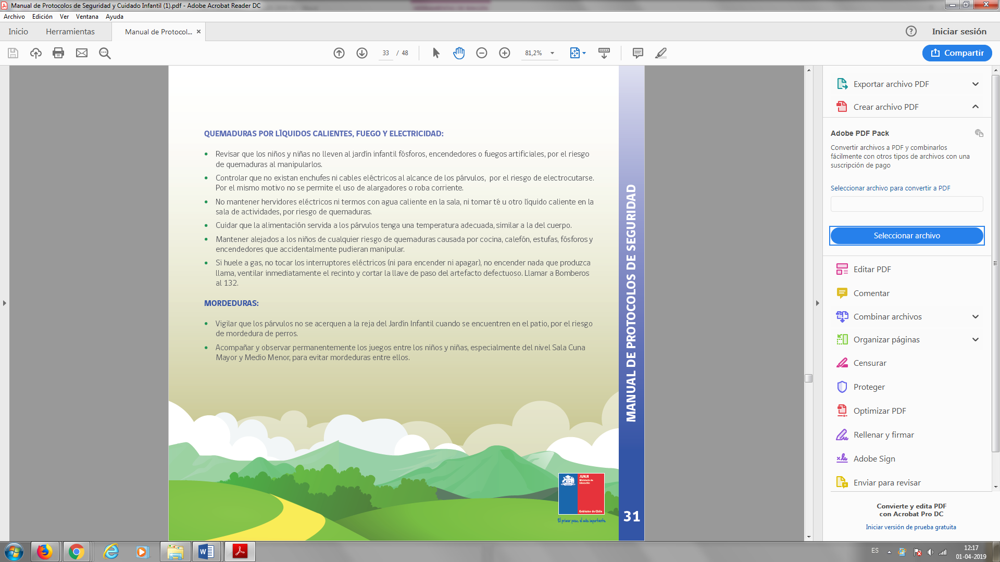 Manual de Protocolos de Seguridad y Cuidado Infantil (1).pdf - Adobe Acrobat Reader DC
Archivo Edición Ver Ventana Ayuda
Inicio Herramientas Manual de Protocol... Iniciar sesión
33 / 48 81,2% Compartir
QUEMADURAS POR LÍQUIDOS CALIENTES, FUEGO Y ELECTRICIDAD:
• Revisar que los niños y niñas no lleven al jardín infantil fósforos, encendedores o fuegos artificiales, por el riesgo
de quemaduras al manipularlos.
• Controlar que no existan enchufes ni cables eléctricos al alcance de los párvulos, por el riesgo de electrocutarse.
Por el mismo motivo no se permite el uso de alargadores o roba corriente.
• No mantener hervidores eléctricos ni termos con agua caliente en la sala, ni tomar té u otro líquido caliente en la
sala de actividades, por riesgo de quemaduras.
• Cuidar que la alimentación servida a los párvulos tenga una temperatura adecuada, similar a la del cuerpo.
• Mantener alejados a los niños de cualquier riesgo de quemaduras causada por cocina, calefón, estufas, fósforos y
encendedores que accidentalmente pudieran manipular.
• Si huele a gas, no tocar los interruptores eléctricos (ni para encender ni apagar), no encender nada que produzca
llama, ventilar inmediatamente el recinto y cortar la llave de paso del artefacto defectuoso. Llamar a Bomberos
al 132.
MORDEDURAS:
• Vigilar que los párvulos no se acerquen a la reja del Jardín Infantil cuando se encuentren en el patio, por el riesgo
de mordedura de perros.
• Acompañar y observar permanentemente los juegos entre los niños y niñas, especialmente del nivel Sala Cuna
Mayor y Medio Menor, para evitar mordeduras entre ellos.
JUNJI
Ministerio de
Educación
Gobierno de Chile
El primer paso, el más importante.
MANUAL DE PROTOCOLOS DE SEGURIDAD
31
Exportar archivo PDF
Crear archivo PDF
Adobe PDF Pack
Convertir archivos a PDF y combinarlos
fácilmente con otros tipos de archivos con una
suscripción de pago
Seleccionar archivo para convertir a PDF
Seleccionar archivo
Editar PDF
Comentar
Combinar archivos
Organizar páginas
Censurar
Proteger
Optimizar PDF
Rellenar y firmar
Adobe Sign
Enviar para revisar
Convierte y edita PDF
con Acrobat Pro DC
Iniciar versión de prueba gratuita
ES
12:17
01-04-2019